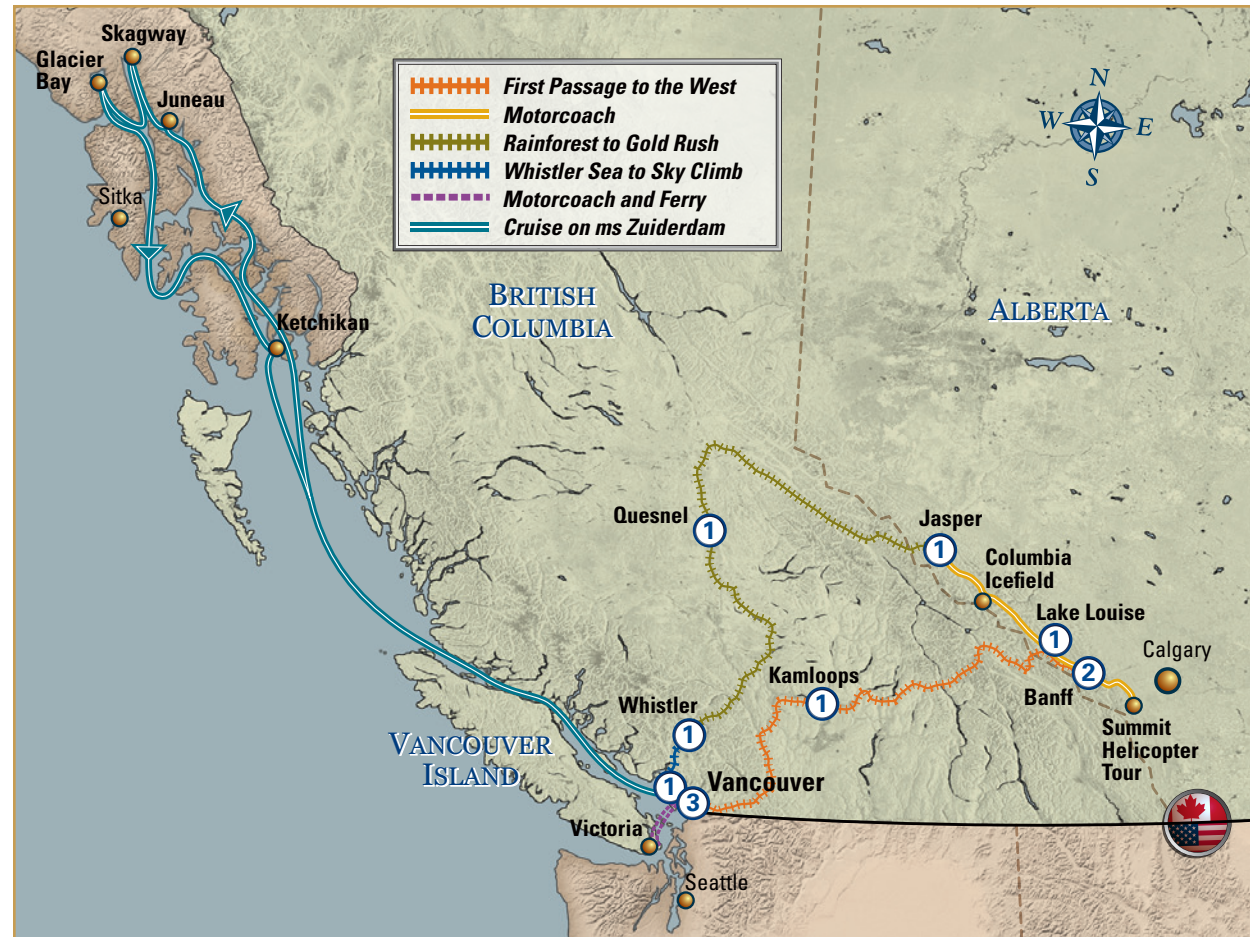 Skagway
Glacier
Bay
Juneau
Sitka
Ketchikan
First Passage to the West
Motorcoach
Rainforest to Gold Rush
Whistler Sea to Sky Climb
Motorcoach and Ferry
Cruise on ms Zuiderdam
N
W
E
S
BRITISH
COLUMBIA
ALBERTA
Quesnel
1
Jasper
1
Columbia
Icefield
Lake Louise
1
Calgary
2
Banff
Kamloops
1
Summit
Helicopter
Tour
Whistler
1
VANCOUVER
ISLAND
1
Vancouver
3
Victoria
Seattle